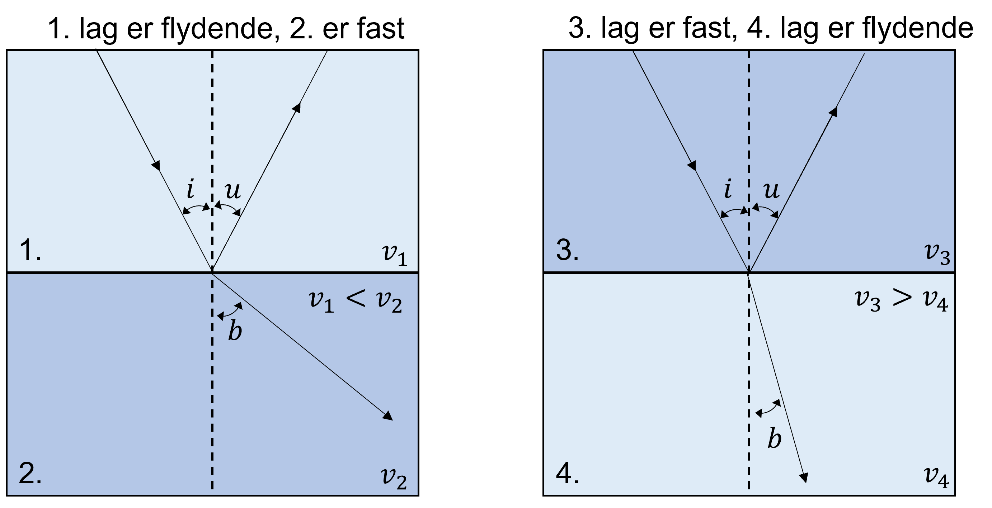 1. lag er flydende, 2. er fast
i u
1.
v₁
v₁ < v₂
b
2.
v₂
3. lag er fast, 4. lag er flydende
i u
3.
v₃
v₃ > v₄
b
4.
v₄